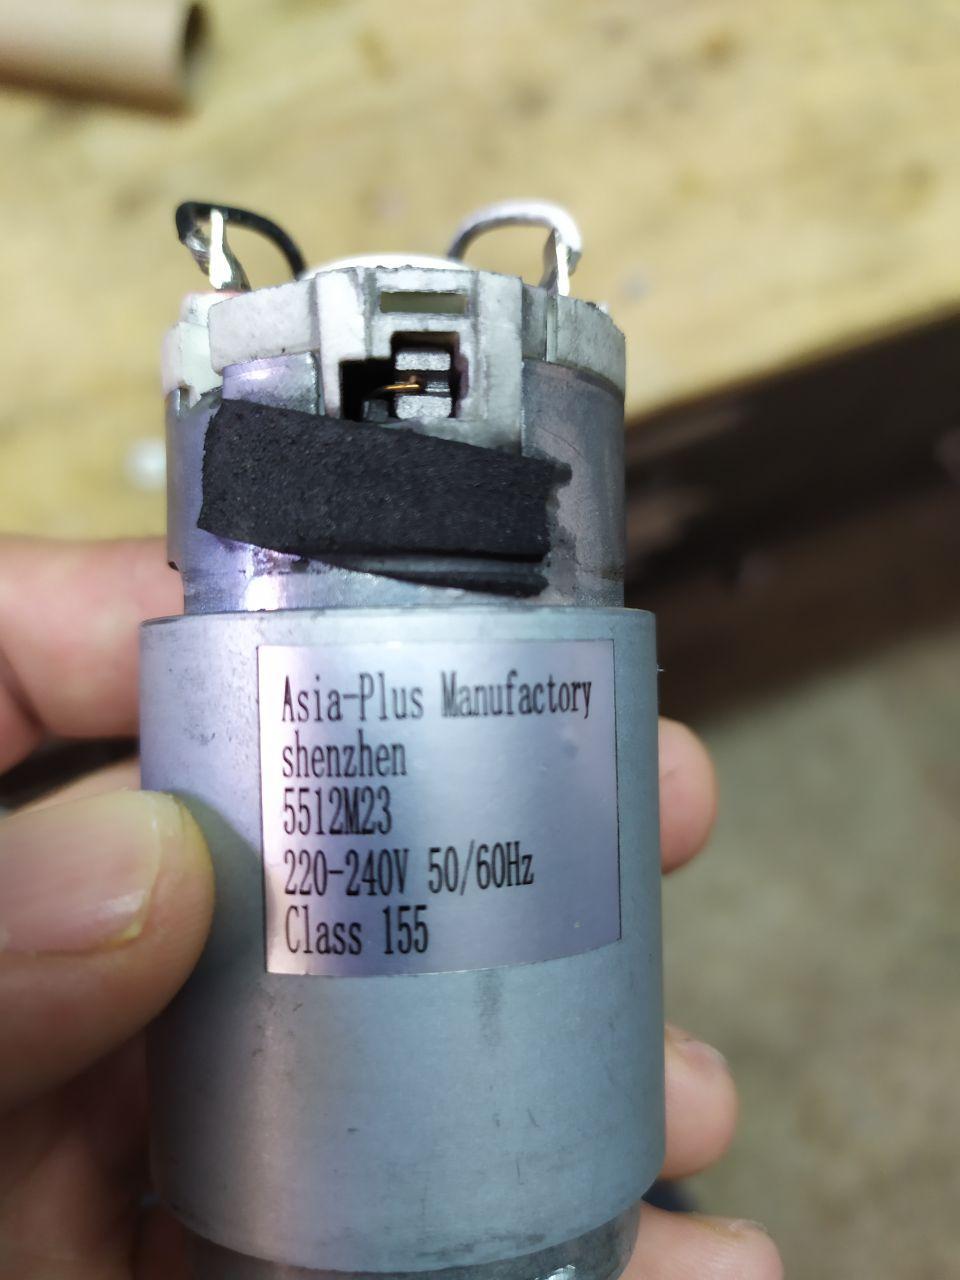 Asia-Plus Manufactory
shenzhen
5512M23
220-240V 50/60Hz
Class 155